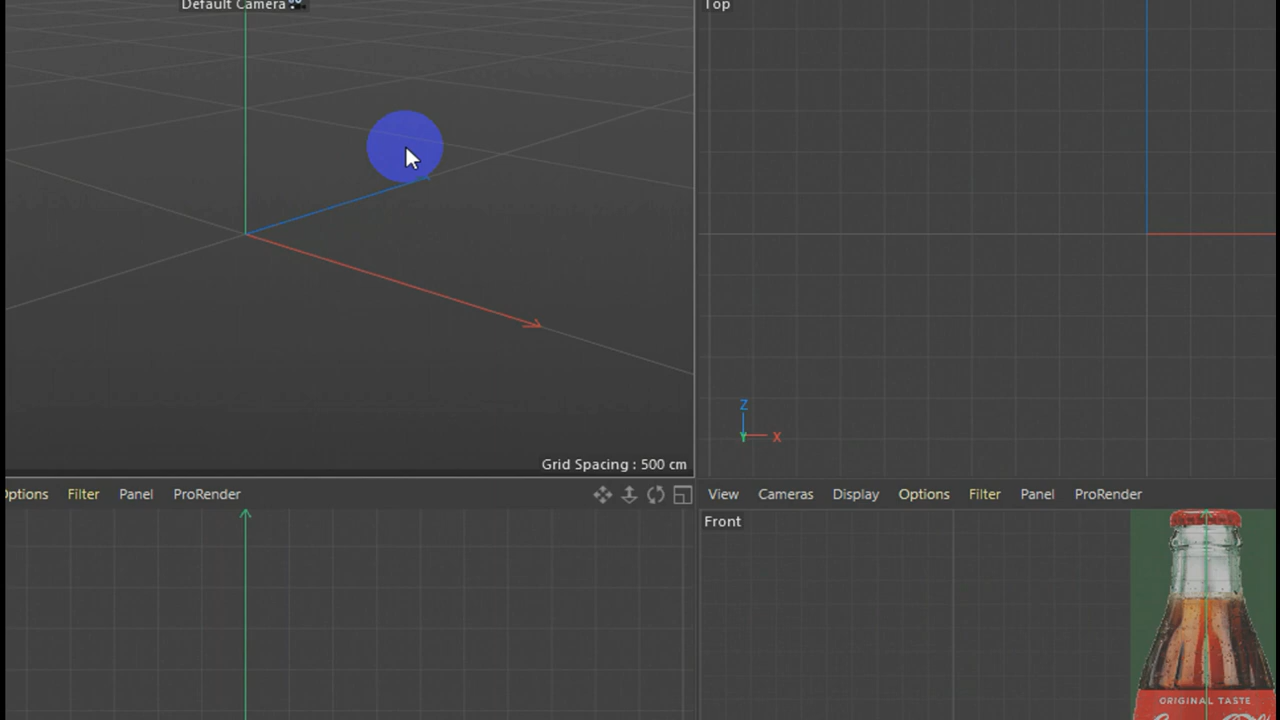 Default Camera
Top
Z
Y X
Grid Spacing : 500 cm
Options Filter Panel ProRender
View Cameras Display Options Filter Panel ProRender
Front
ORIGINAL TASTE